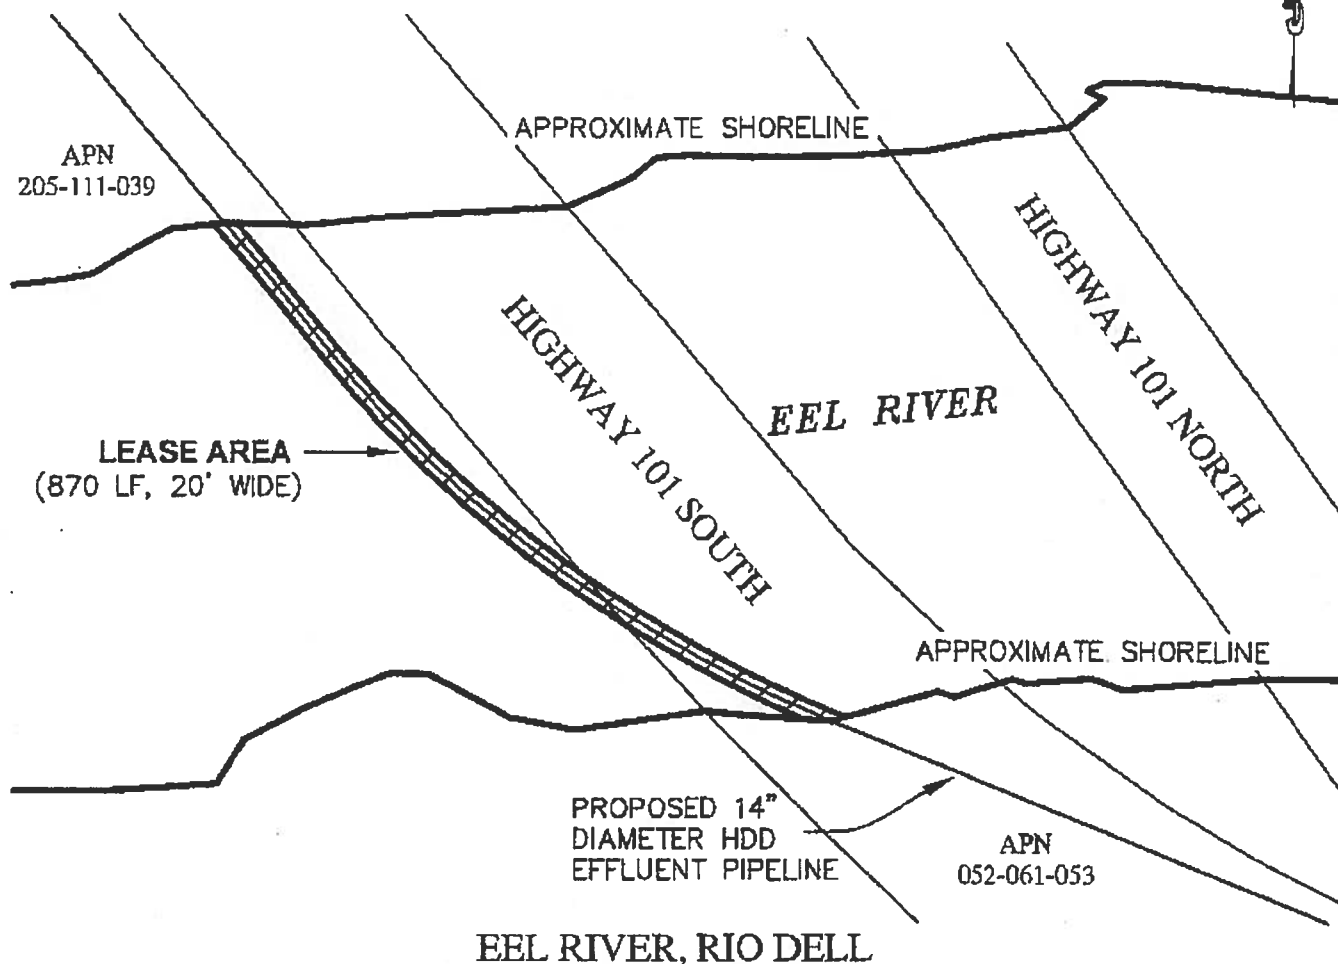 APPROXIMATE SHORELINE
APN
205-111-039
HIGHWAY 101 SOUTH
HIGHWAY 101 NORTH
EEL RIVER
LEASE AREA
(870 LF, 20' WIDE)
APPROXIMATE SHORELINE
PROPOSED 14"
DIAMETER HDD
EFFLUENT PIPELINE
APN
052-061-053
EEL RIVER, RIO DELL